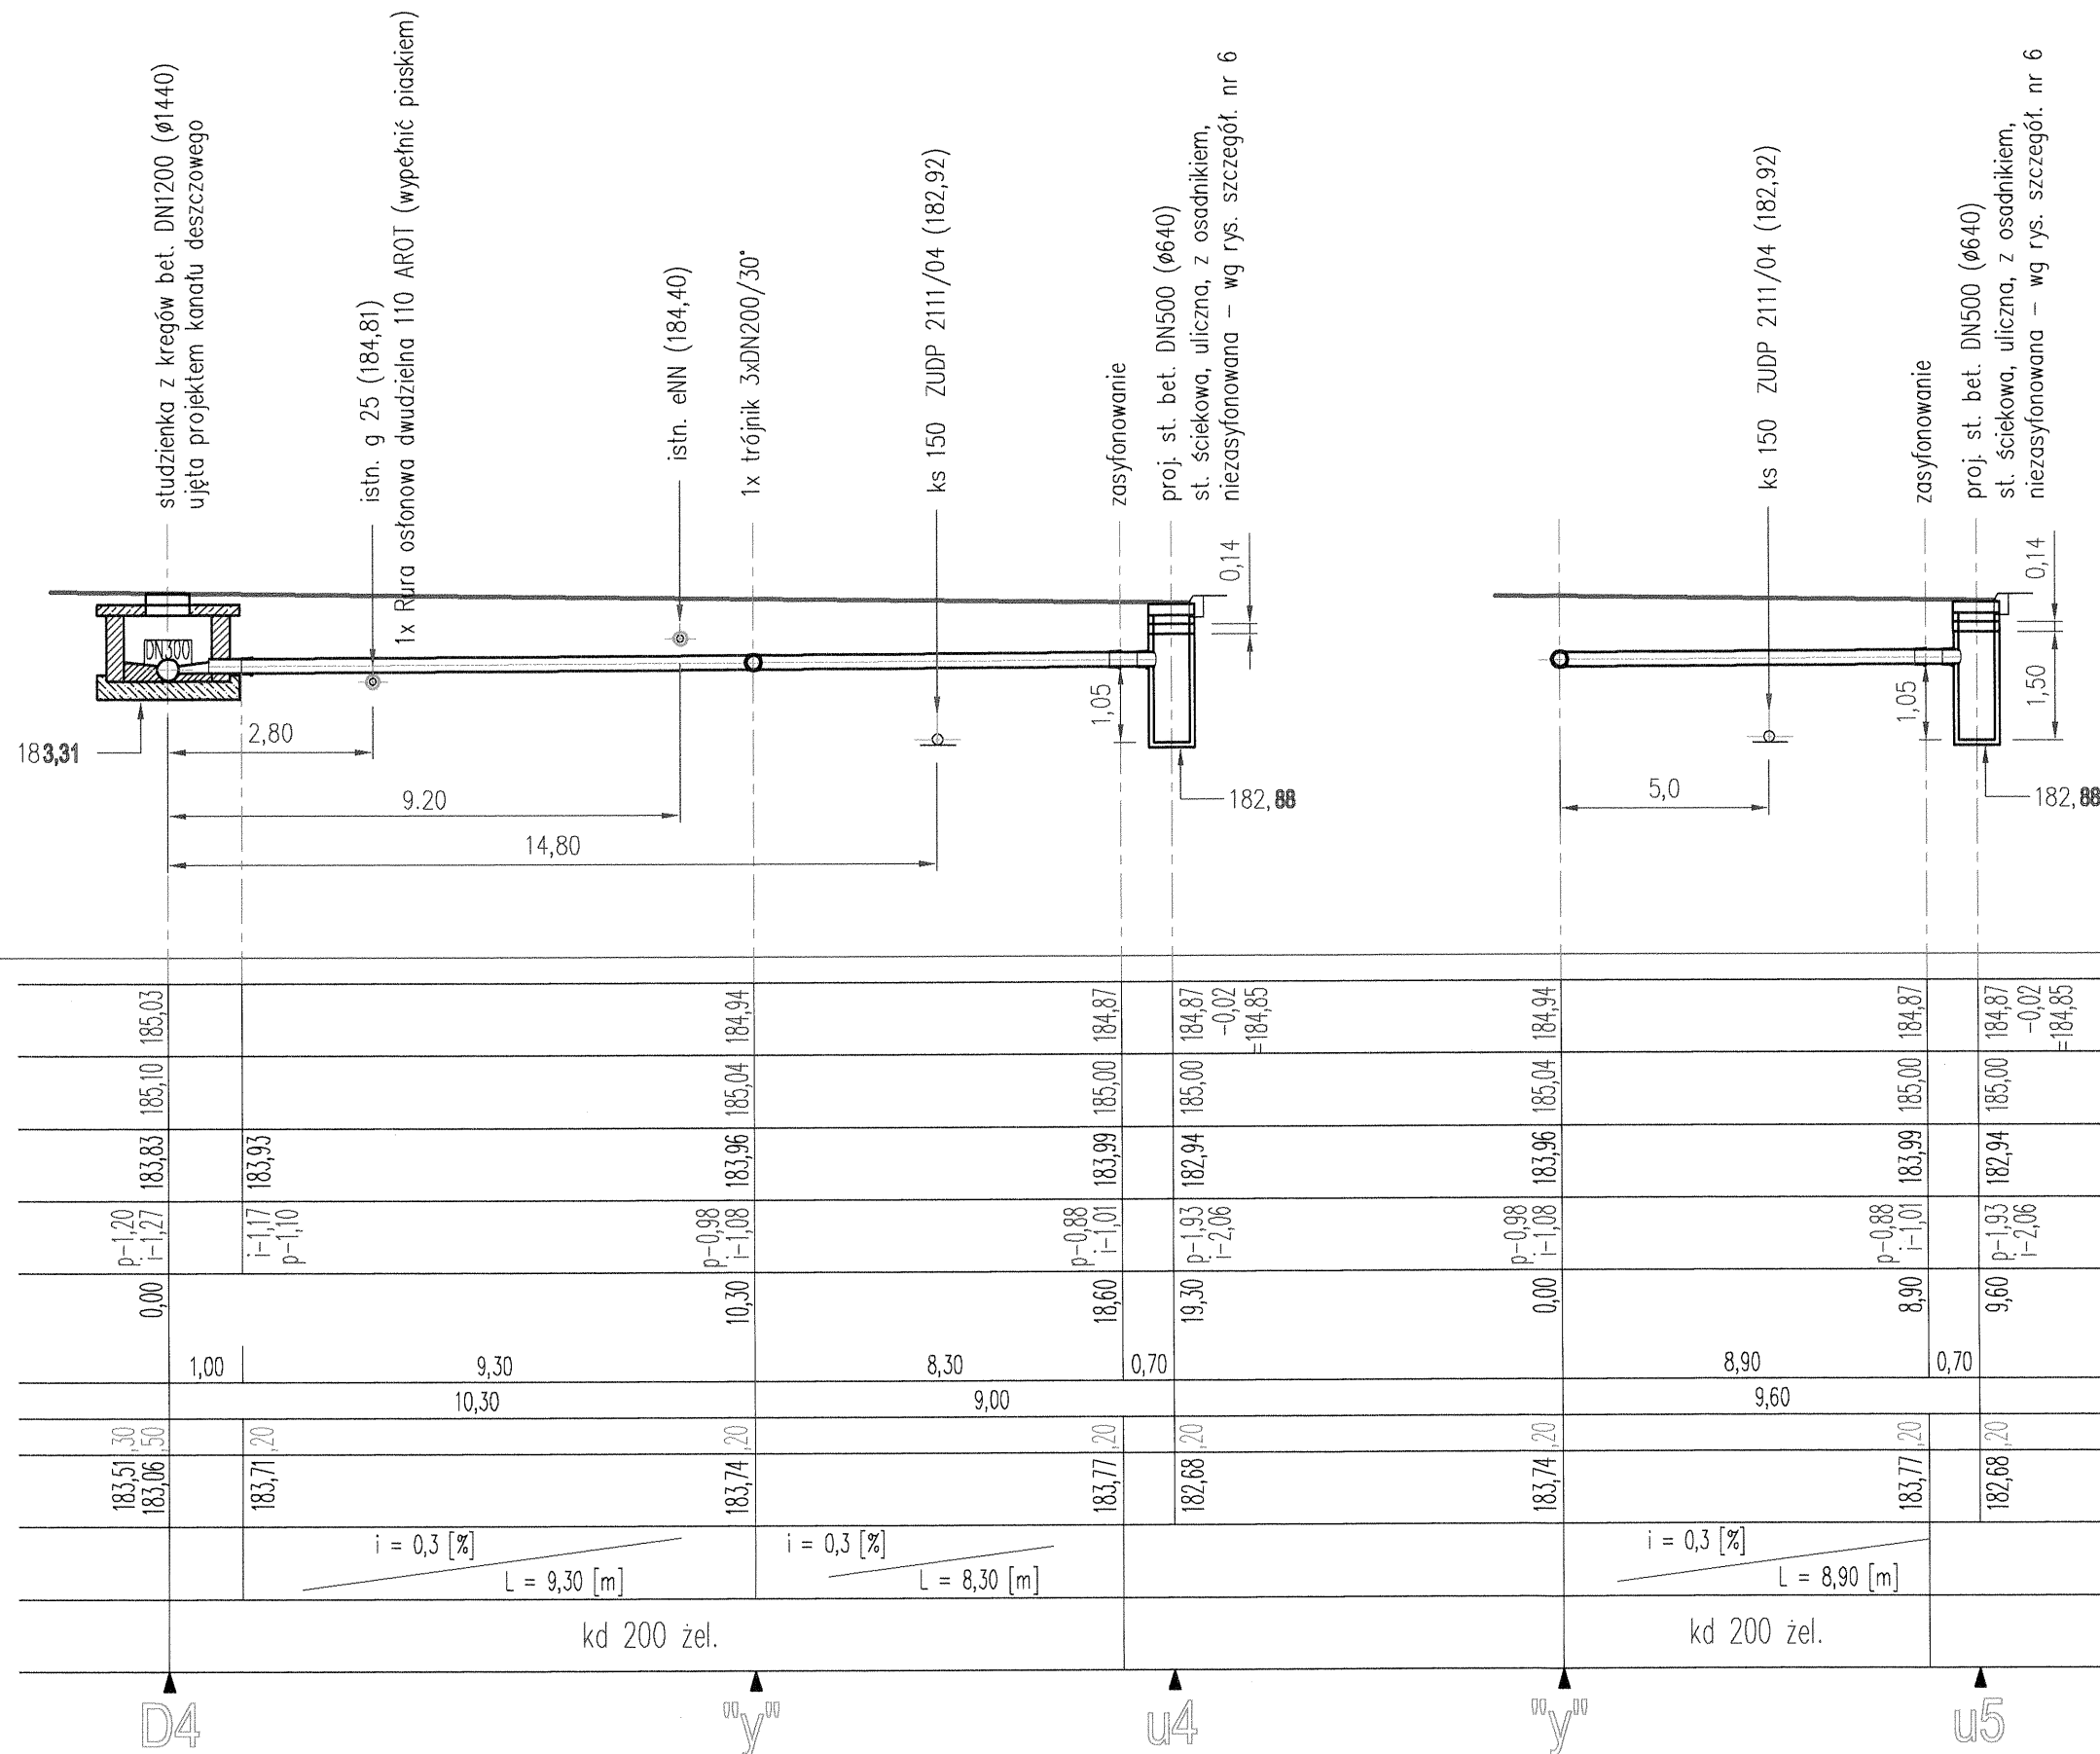 studzienka z kręgów bet. DN1200 (ø1440)
ujęta projektem kanału deszczowego
istn. g 25 (184,81)
1x Rura osłonowa dwudzielna 110 AROT (wypełnić piaskiem)
istn. eNN (184,40)
1x trójnik 3xDN200/30°
ks 150 ZUDP 2111/04 (182,92)
zasyfonowanie
proj. st. bet. DN500 (ø640)
st. ściekowa, uliczna, z osadnikiem,
niezasyfonowana – wg rys. szczegół. nr 6
ks 150 ZUDP 2111/04 (182,92)
zasyfonowanie
proj. st. bet. DN500 (ø640)
st. ściekowa, uliczna, z osadnikiem,
niezasyfonowana – wg rys. szczegół. nr 6
0,14
0,14
DN300
1,05
1,05
1,50
183,31
2,80
9.20
14,80
182,88
5,0
182,88
185,03
184,94
184,87
184,87
-0,02
=184,85
184,94
184,87
184,87
-0,02
=184,85
185,10
185,04
185,00
185,00
185,04
185,00
185,00
183,83
183,93
183,96
183,99
182,94
183,96
183,99
182,94
p-1,20
i-1,27
i-1,17
p-1,10
p-0,98
i-1,08
p-0,88
i-1,01
p-1,93
i-2,06
p-0,98
i-1,08
p-0,88
i-1,01
p-1,93
i-2,06
0,00
10,30
18,60
19,30
0,00
8,90
9,60
1,00
9,30
8,30
0,70
8,90
0,70
10,30
9,00
9,60
183,51 ,30
183,06 ,50
183,71 ,20
183,74 ,20
183,77 ,20
182,68 ,20
183,74 ,20
183,77 ,20
182,68 ,20
i = 0,3 [%]
L = 9,30 [m]
i = 0,3 [%]
L = 8,30 [m]
i = 0,3 [%]
L = 8,90 [m]
kd 200 żel.
kd 200 żel.
D4
"y"
u4
"y"
u5